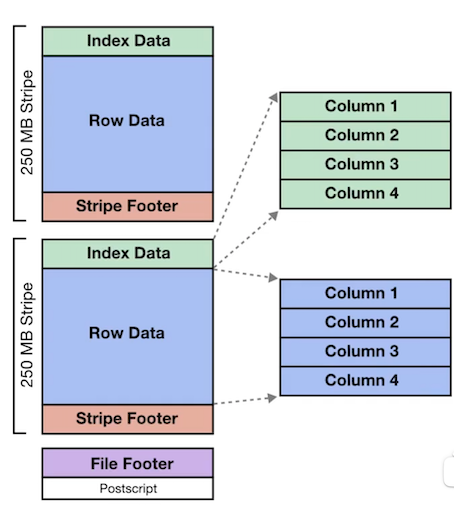 250 MB Stripe
Index Data
Row Data
Stripe Footer
250 MB Stripe
Index Data
Row Data
Stripe Footer
File Footer
Postscript
Column 1
Column 2
Column 3
Column 4
Column 1
Column 2
Column 3
Column 4